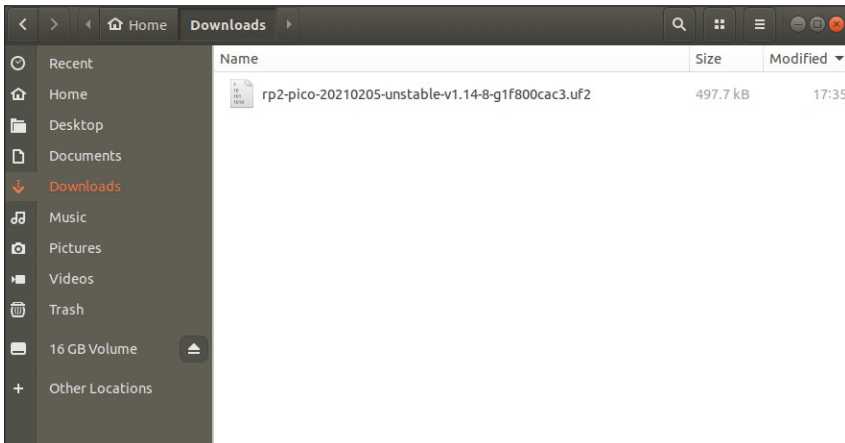 Home Downloads
Name Size Modified
Recent
Home
Desktop
Documents
Downloads
Music
Pictures
Videos
Trash
16 GB Volume
Other Locations
rp2-pico-20210205-unstable-v1.14-8-g1f800cac3.uf2 497.7 kB 17:35